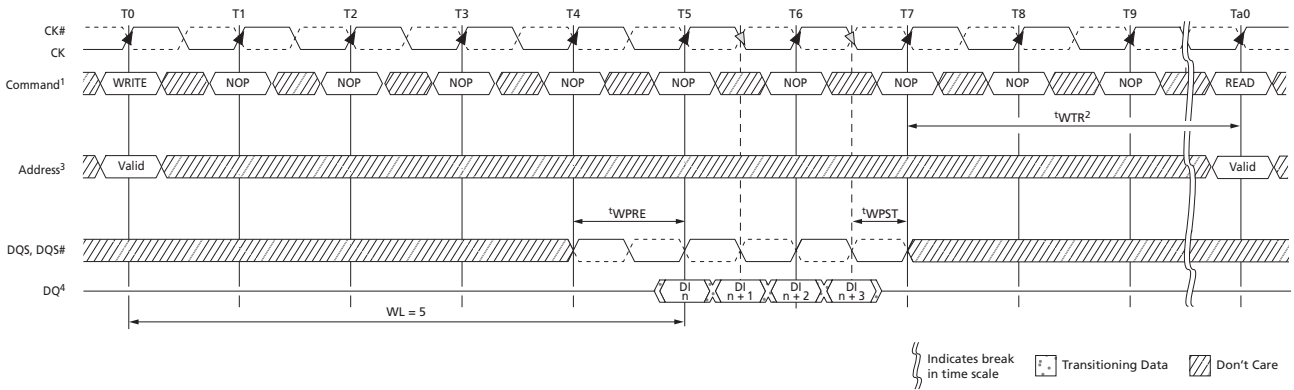 T0 T1 T2 T3 T4 T5 T6 T7 T8 T9 Ta0
CK#
CK
Command1 WRITE NOP NOP NOP NOP NOP NOP NOP NOP NOP READ
tWTR2
Address3 Valid Valid
tWPRE tWPST
DQS, DQS#
DQ4 DI n DI n + 1 DI n + 2 DI n + 3
WL = 5
Indicates break in time scale
Transitioning Data
Don't Care